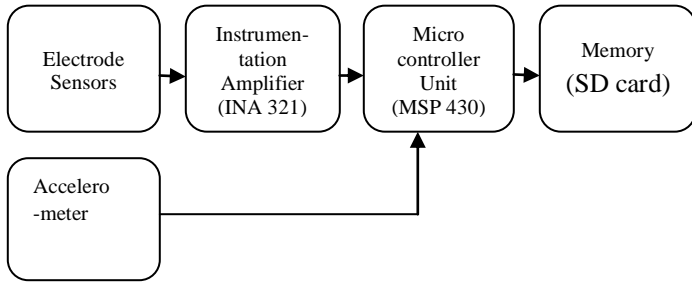 Electrode
Sensors
Instrumen-
tation
Amplifier
(INA 321)
Micro
controller
Unit
(MSP 430)
Memory
(SD card)
Accelero
-meter